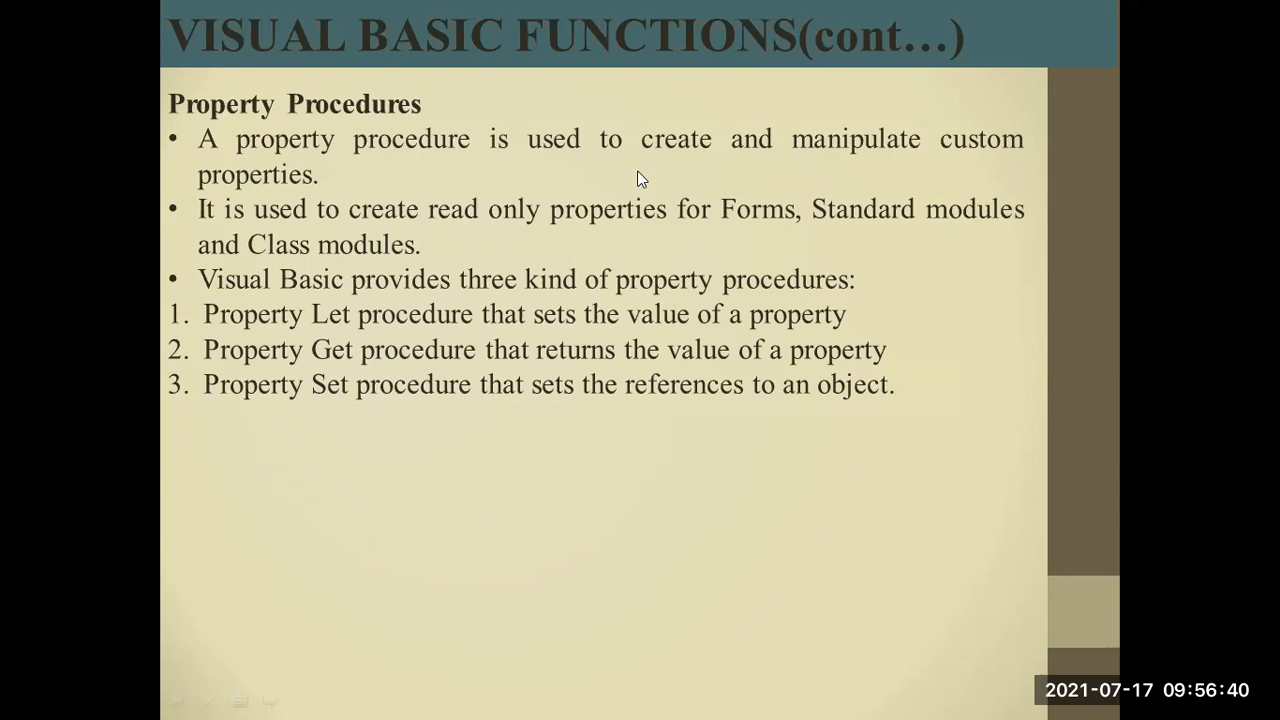 VISUAL BASIC FUNCTIONS(cont…)
Property Procedures
• A property procedure is used to create and manipulate custom
properties.
• It is used to create read only properties for Forms, Standard modules
and Class modules.
• Visual Basic provides three kind of property procedures:
1. Property Let procedure that sets the value of a property
2. Property Get procedure that returns the value of a property
3. Property Set procedure that sets the references to an object.
2021-07-17 09:56:40